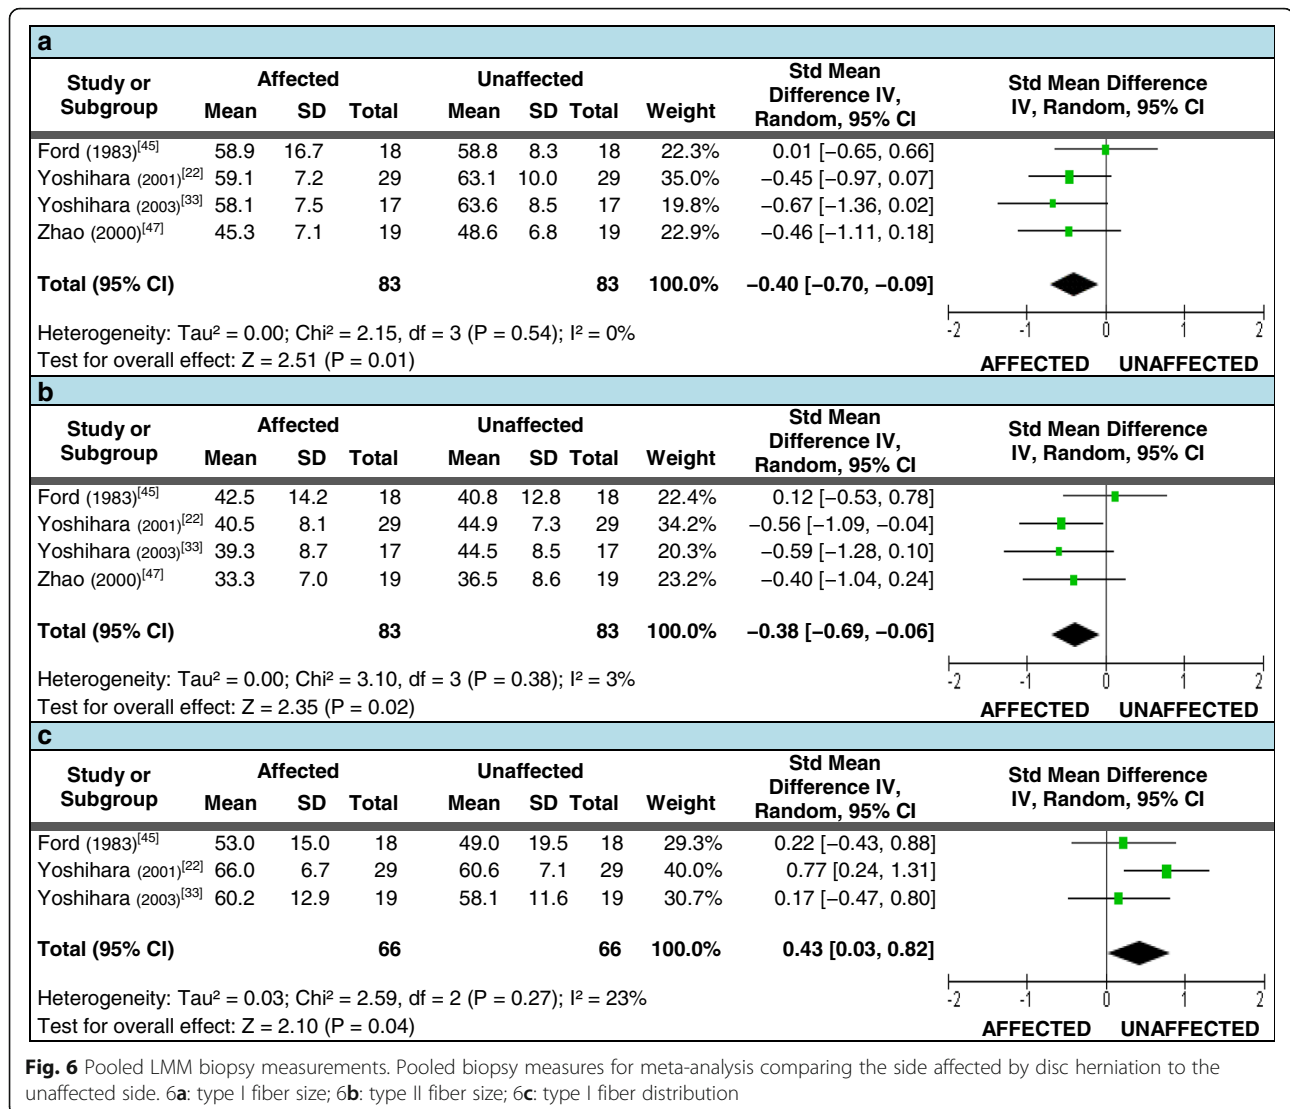 a
Study or Subgroup Affected Unaffected Std Mean Difference IV, Random, 95% CI Std Mean Difference IV, Random, 95% CI
Mean SD Total Mean SD Total Weight
Ford (1983)[45] 58.9 16.7 18 58.8 8.3 18 22.3% 0.01 [−0.65, 0.66]
Yoshihara (2001)[22] 59.1 7.2 29 63.1 10.0 29 35.0% −0.45 [−0.97, 0.07]
Yoshihara (2003)[33] 58.1 7.5 17 63.6 8.5 17 19.8% −0.67 [−1.36, 0.02]
Zhao (2000)[47] 45.3 7.1 19 48.6 6.8 19 22.9% −0.46 [−1.11, 0.18]
Total (95% CI) 83 83 100.0% −0.40 [−0.70, −0.09]
Heterogeneity: Tau² = 0.00; Chi² = 2.15, df = 3 (P = 0.54); I² = 0%
Test for overall effect: Z = 2.51 (P = 0.01)
-2 -1 0 1 2
AFFECTED UNAFFECTED
b
Study or Subgroup Affected Unaffected Std Mean Difference IV, Random, 95% CI Std Mean Difference IV, Random, 95% CI
Mean SD Total Mean SD Total Weight
Ford (1983)[45] 42.5 14.2 18 40.8 12.8 18 22.4% 0.12 [−0.53, 0.78]
Yoshihara (2001)[22] 40.5 8.1 29 44.9 7.3 29 34.2% −0.56 [−1.09, −0.04]
Yoshihara (2003)[33] 39.3 8.7 17 44.5 8.5 17 20.3% −0.59 [−1.28, 0.10]
Zhao (2000)[47] 33.3 7.0 19 36.5 8.6 19 23.2% −0.40 [−1.04, 0.24]
Total (95% CI) 83 83 100.0% −0.38 [−0.69, −0.06]
Heterogeneity: Tau² = 0.00; Chi² = 3.10, df = 3 (P = 0.38); I² = 3%
Test for overall effect: Z = 2.35 (P = 0.02)
-2 -1 0 1 2
AFFECTED UNAFFECTED
c
Study or Subgroup Affected Unaffected Std Mean Difference IV, Random, 95% CI Std Mean Difference IV, Random, 95% CI
Mean SD Total Mean SD Total Weight
Ford (1983)[45] 53.0 15.0 18 49.0 19.5 18 29.3% 0.22 [−0.43, 0.88]
Yoshihara (2001)[22] 66.0 6.7 29 60.6 7.1 29 40.0% 0.77 [0.24, 1.31]
Yoshihara (2003)[33] 60.2 12.9 19 58.1 11.6 19 30.7% 0.17 [−0.47, 0.80]
Total (95% CI) 66 66 100.0% 0.43 [0.03, 0.82]
Heterogeneity: Tau² = 0.03; Chi² = 2.59, df = 2 (P = 0.27); I² = 23%
Test for overall effect: Z = 2.10 (P = 0.04)
-2 -1 0 1 2
AFFECTED UNAFFECTED
Fig. 6 Pooled LMM biopsy measurements. Pooled biopsy measures for meta-analysis comparing the side affected by disc herniation to the
unaffected side. 6a: type I fiber size; 6b: type II fiber size; 6c: type I fiber distribution